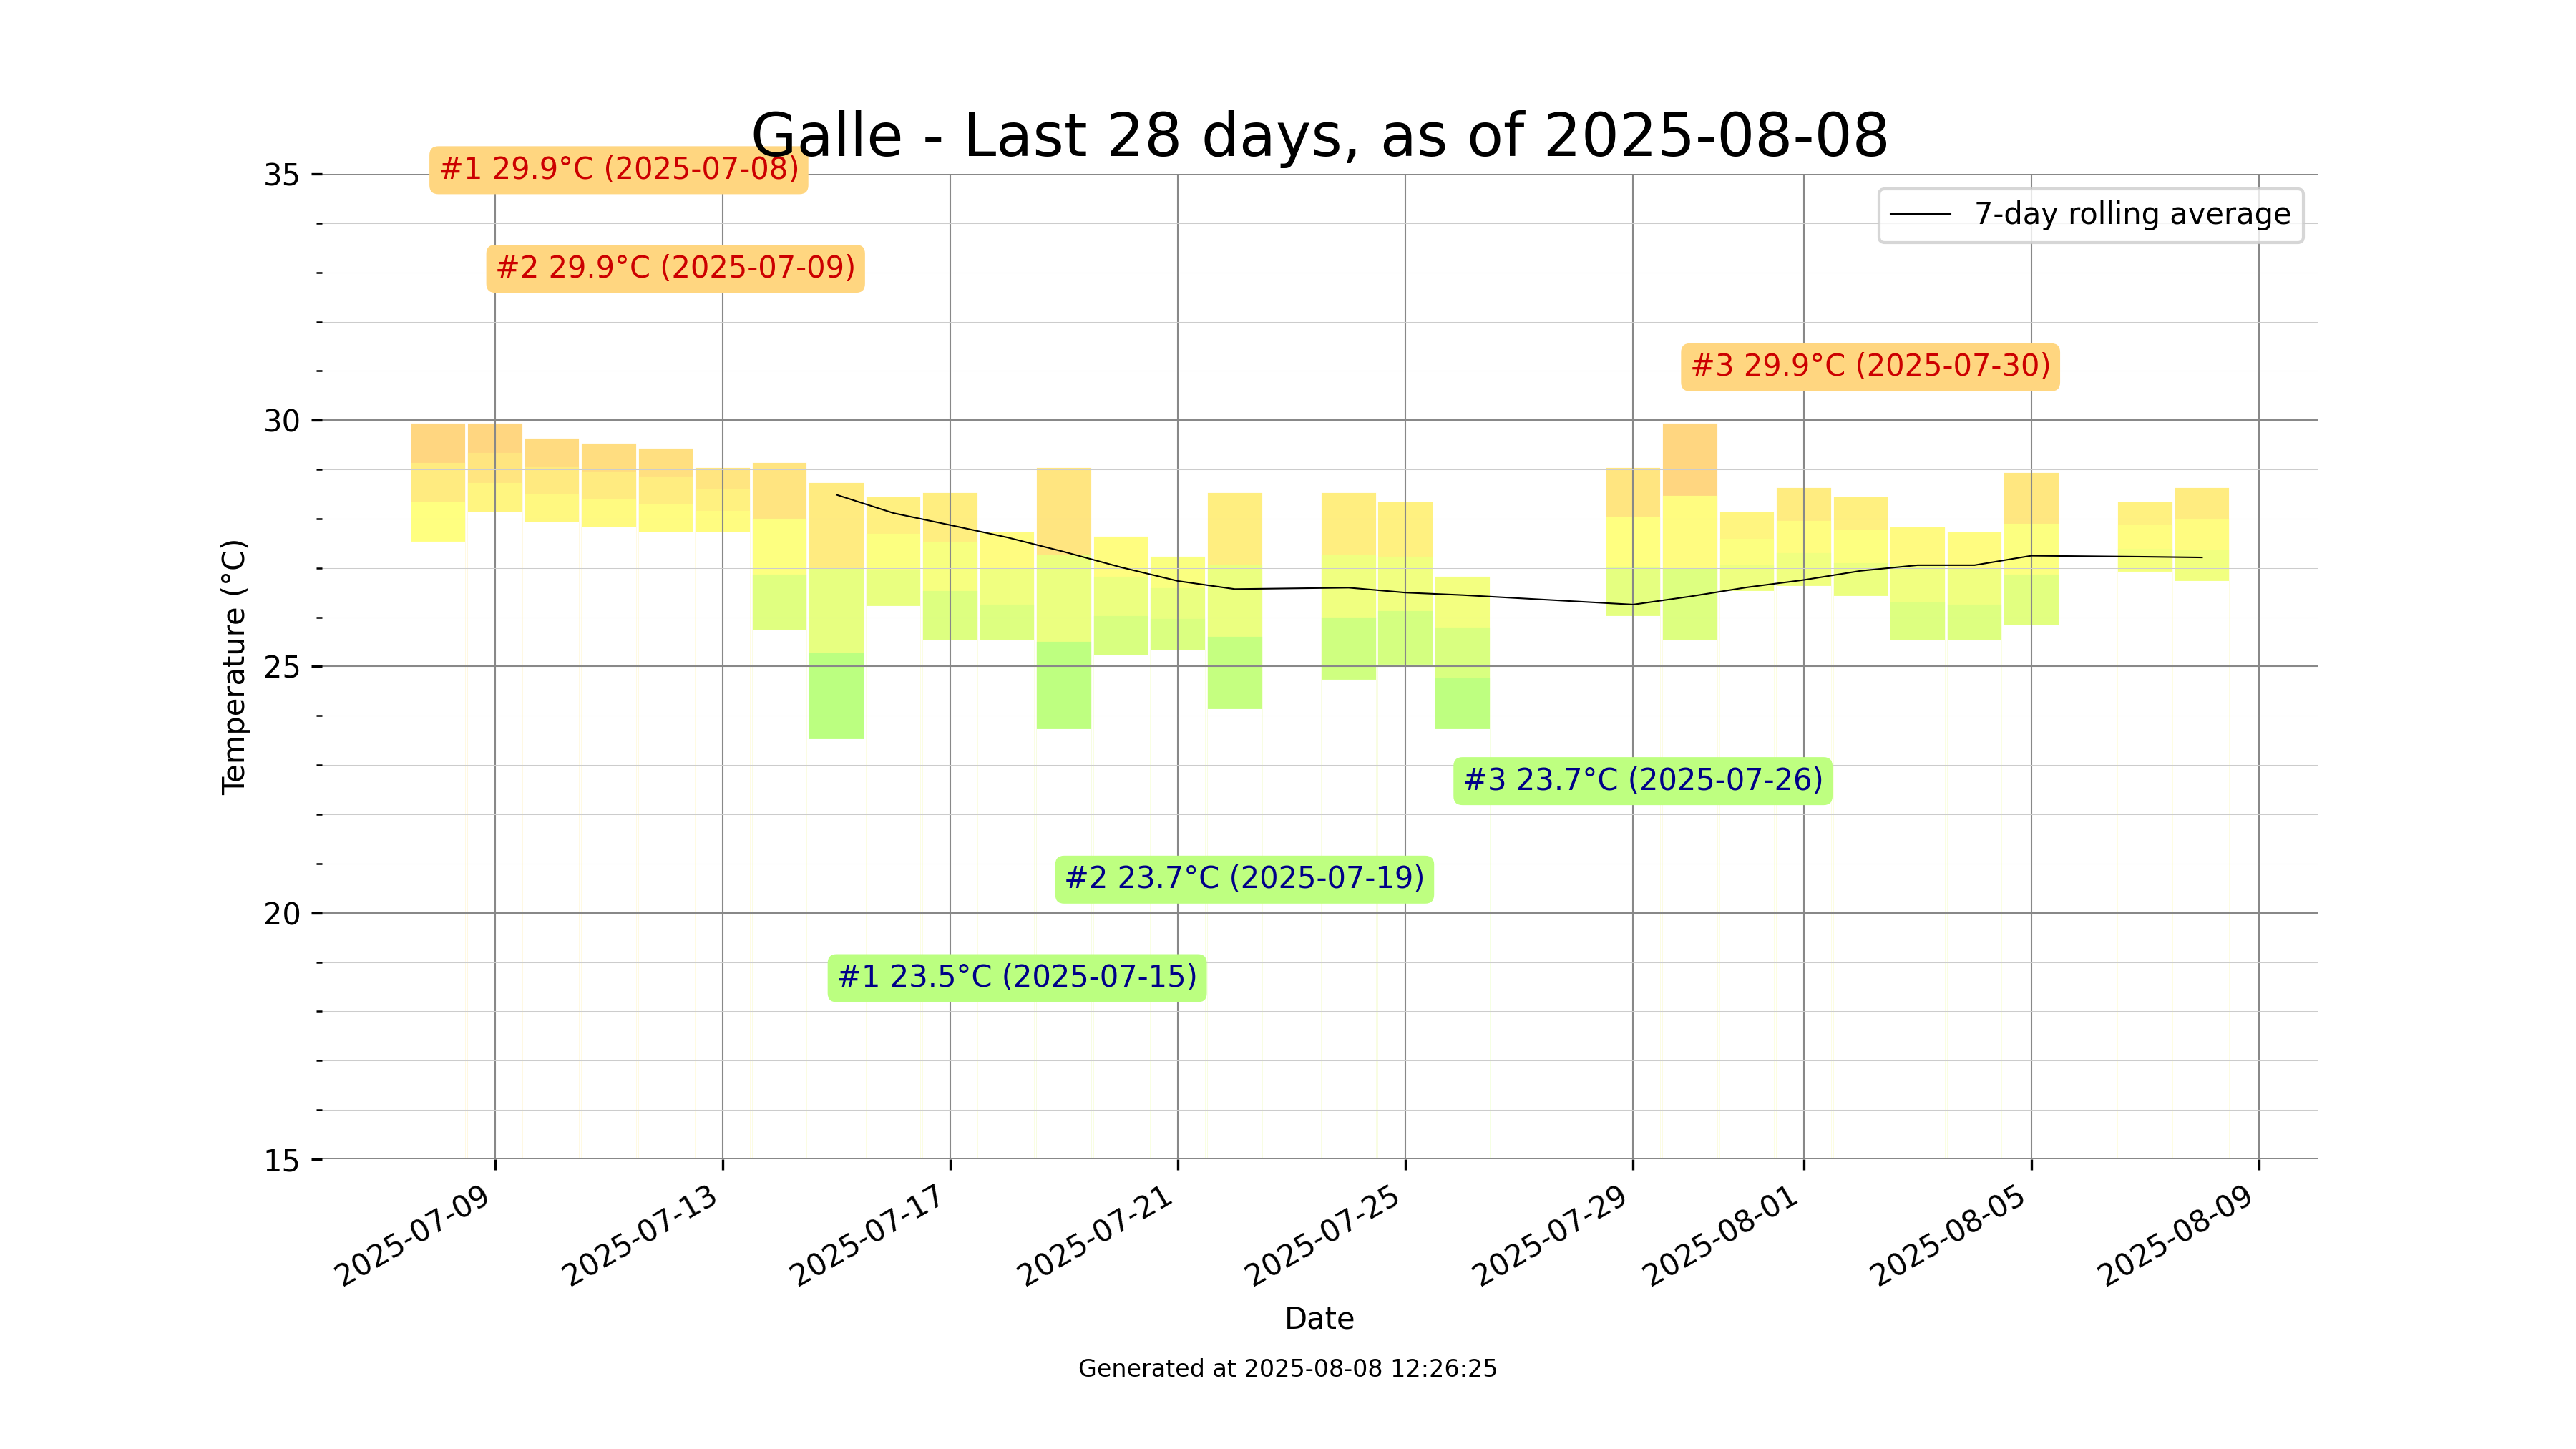 Galle - Last 28 days, as of 2025-08-08
#1 29.9°C (2025-07-08)
#2 29.9°C (2025-07-09)
#3 29.9°C (2025-07-30)
7-day rolling average
#3 23.7°C (2025-07-26)
#2 23.7°C (2025-07-19)
#1 23.5°C (2025-07-15)
Temperature (°C)
35
30
25
20
15
2025-07-09
2025-07-13
2025-07-17
2025-07-21
2025-07-25
2025-07-29
2025-08-01
2025-08-05
2025-08-09
Date
Generated at 2025-08-08 12:26:25